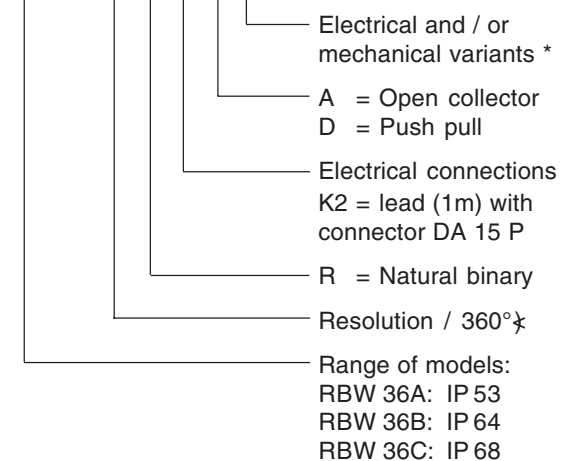 Electrical and / or
mechanical variants *
A = Open collector
D = Push pull
Electrical connections
K2 = lead (1m) with
connector DA 15 P
R = Natural binary
Resolution / 360°∡
Range of models:
RBW 36A: IP 53
RBW 36B: IP 64
RBW 36C: IP 68